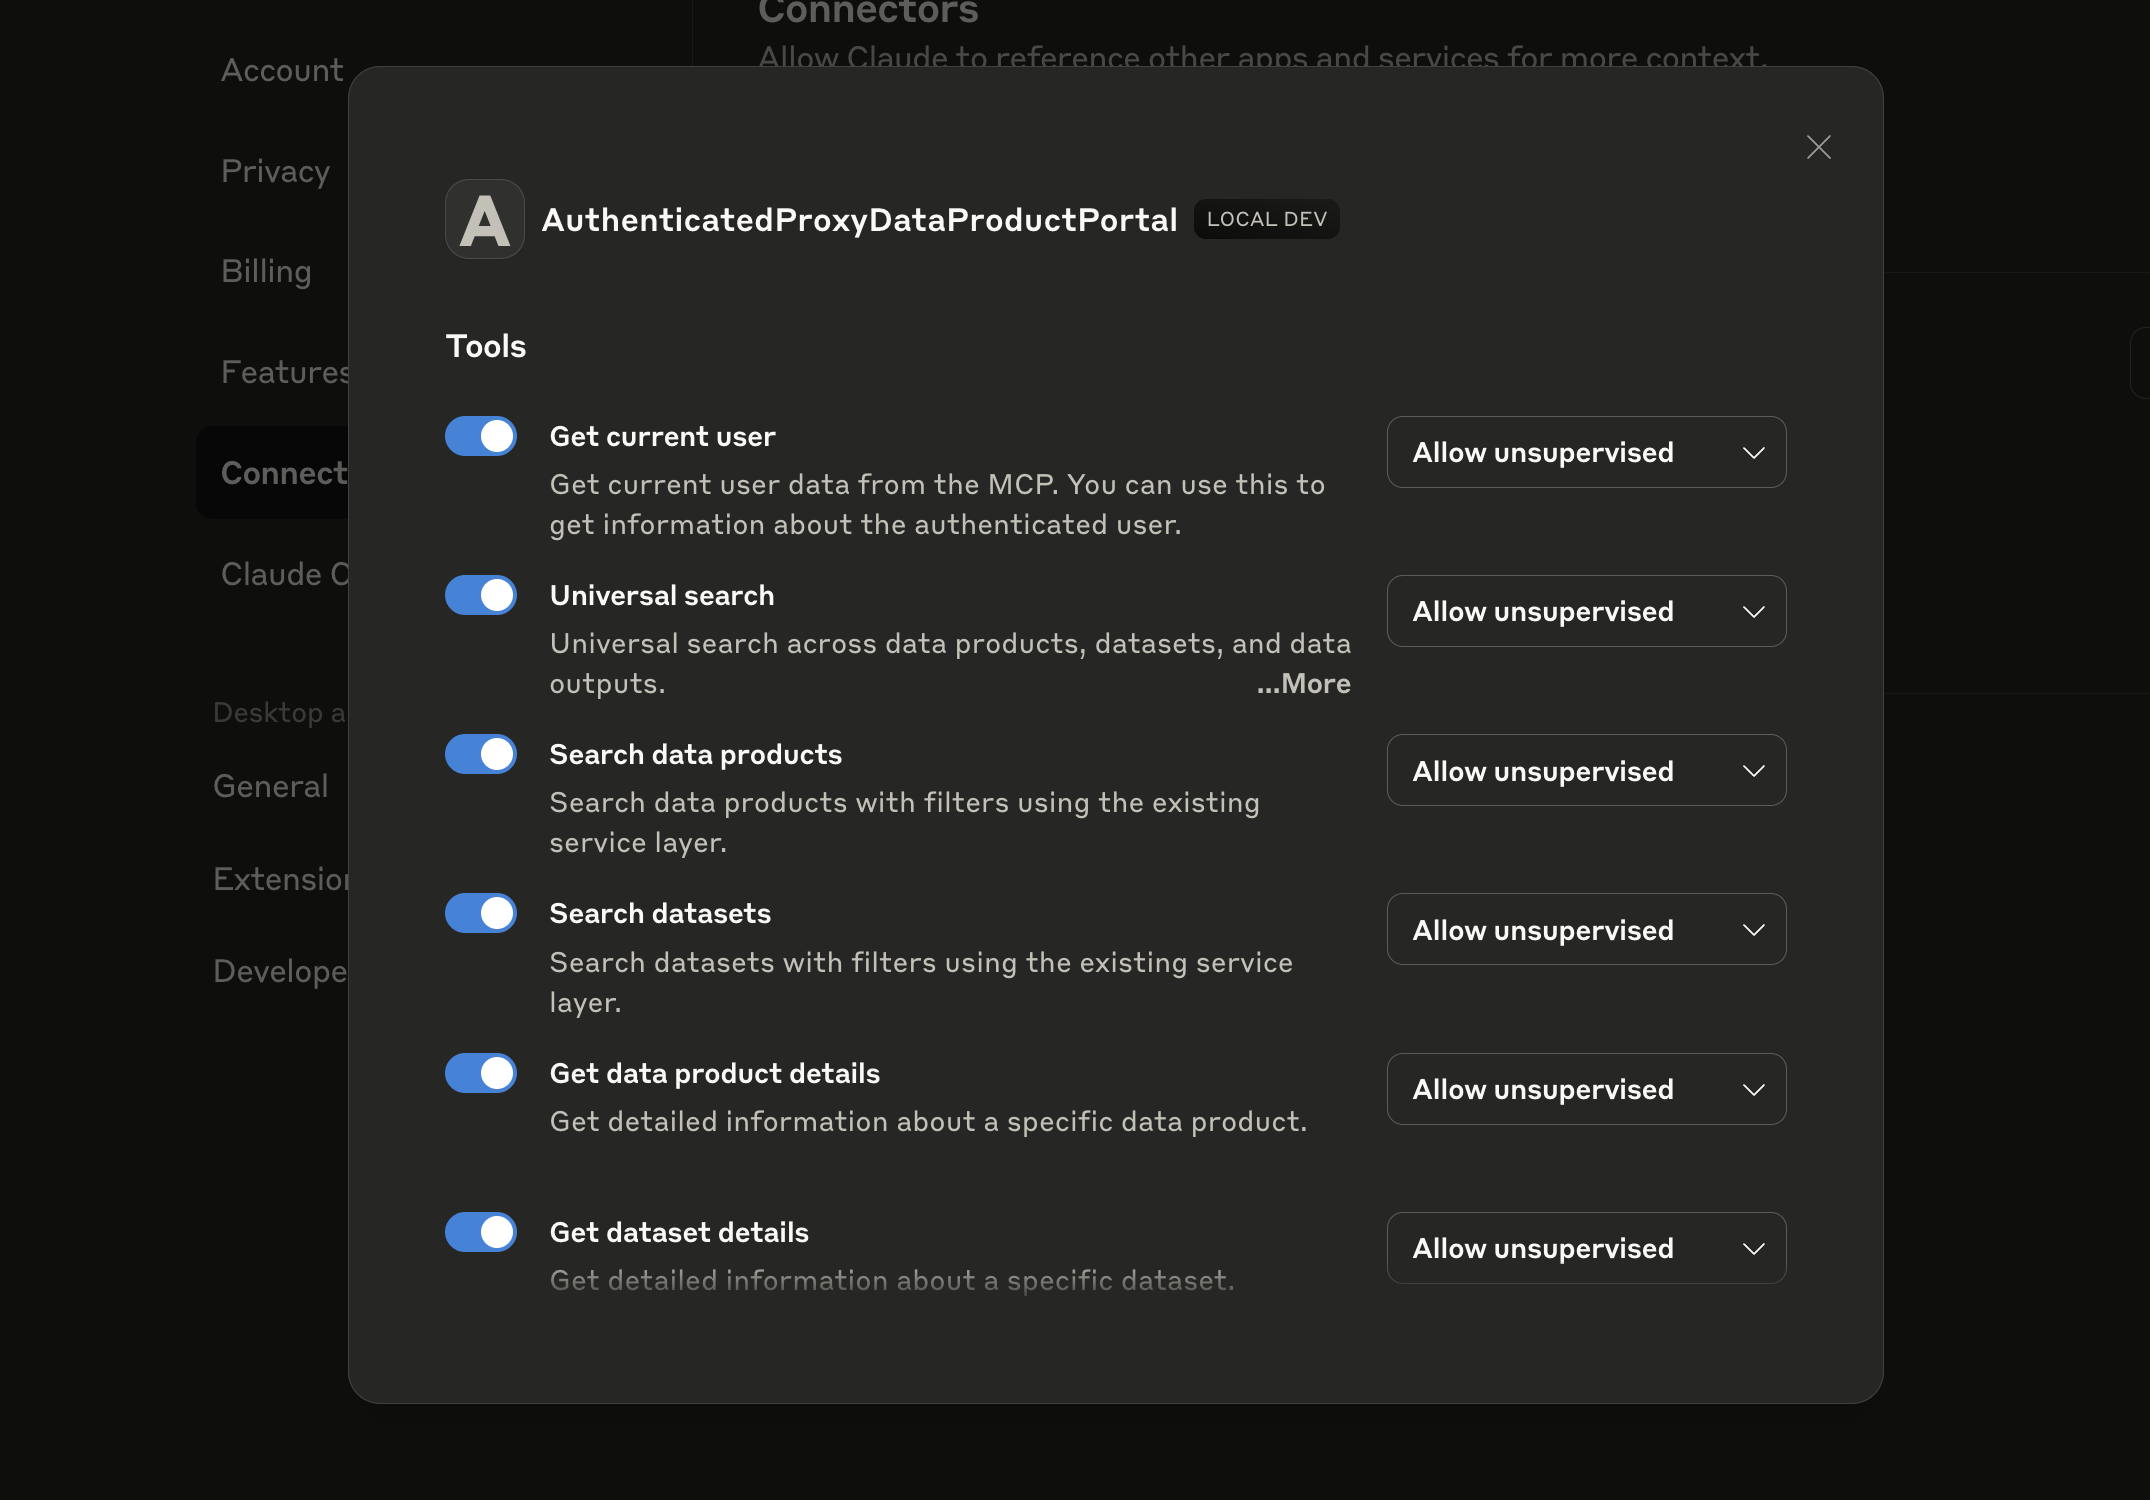 Connectors
Allow Claude to reference other apps and services for more context.
Account
Privacy
Billing
Features
Connect
Claude C
Desktop a
General
Extension
Develope
A
AuthenticatedProxyDataProductPortal
LOCAL DEV
Tools
Get current user
Get current user data from the MCP. You can use this to
get information about the authenticated user.
Allow unsupervised
Universal search
Universal search across data products, datasets, and data
outputs.
...More
Allow unsupervised
Search data products
Search data products with filters using the existing
service layer.
Allow unsupervised
Search datasets
Search datasets with filters using the existing service
layer.
Allow unsupervised
Get data product details
Get detailed information about a specific data product.
Allow unsupervised
Get dataset details
Get detailed information about a specific dataset.
Allow unsupervised